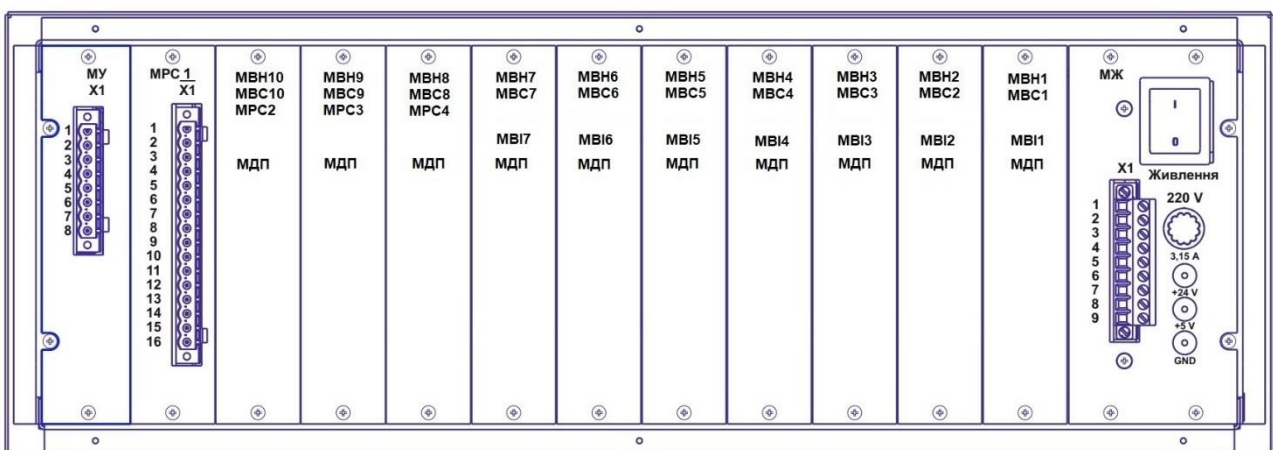 МУ
X1
1
2
3
4
5
6
7
8
МРС 1
X1
1
2
3
4
5
6
7
8
9
10
11
12
13
14
15
16
МВН10
МВС10
МРС2
МДП
МВН9
МВС9
МРС3
МДП
МВН8
МВС8
МРС4
МДП
МВН7
МВС7
МВІ7
МДП
МВН6
МВС6
МВІ6
МДП
МВН5
МВС5
МВІ5
МДП
МВН4
МВС4
МВІ4
МДП
МВН3
МВС3
МВІ3
МДП
МВН2
МВС2
МВІ2
МДП
МВН1
МВС1
МВІ1
МДП
МЖ
I
0
X1
Живлення
1
2
3
4
5
6
7
8
9
220 V
3,15 A
+24 V
+5 V
GND